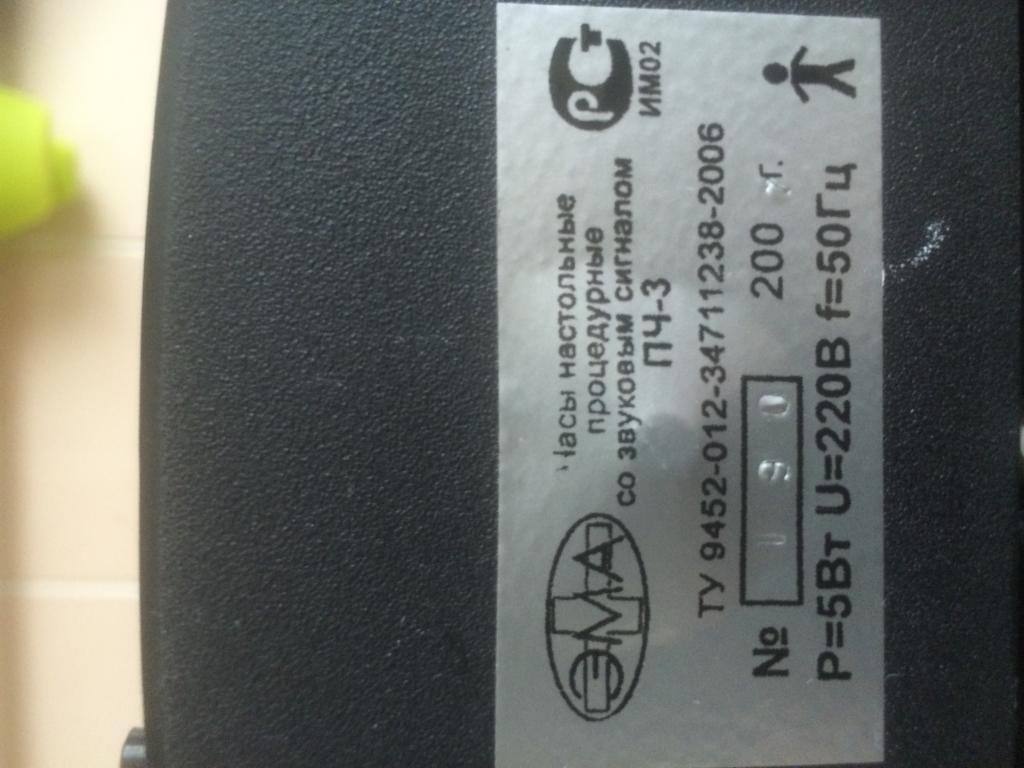 ЭМА
Часы настольные
процедурные
со звуковым сигналом
ПЧ-3
РСТ
ИМ02
ТУ 9452-012-34711238-2006
№ 200 г.
P=5Вт U=220В f=50Гц